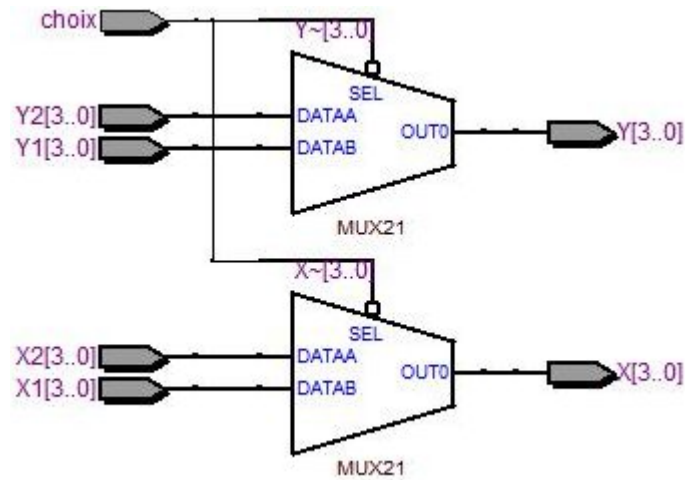 choix
Y~[3..0]
SEL
Y2[3..0] DATAA
OUT0 Y[3..0]
Y1[3..0] DATAB
MUX21
X~[3..0]
SEL
X2[3..0] DATAA
OUT0 X[3..0]
X1[3..0] DATAB
MUX21